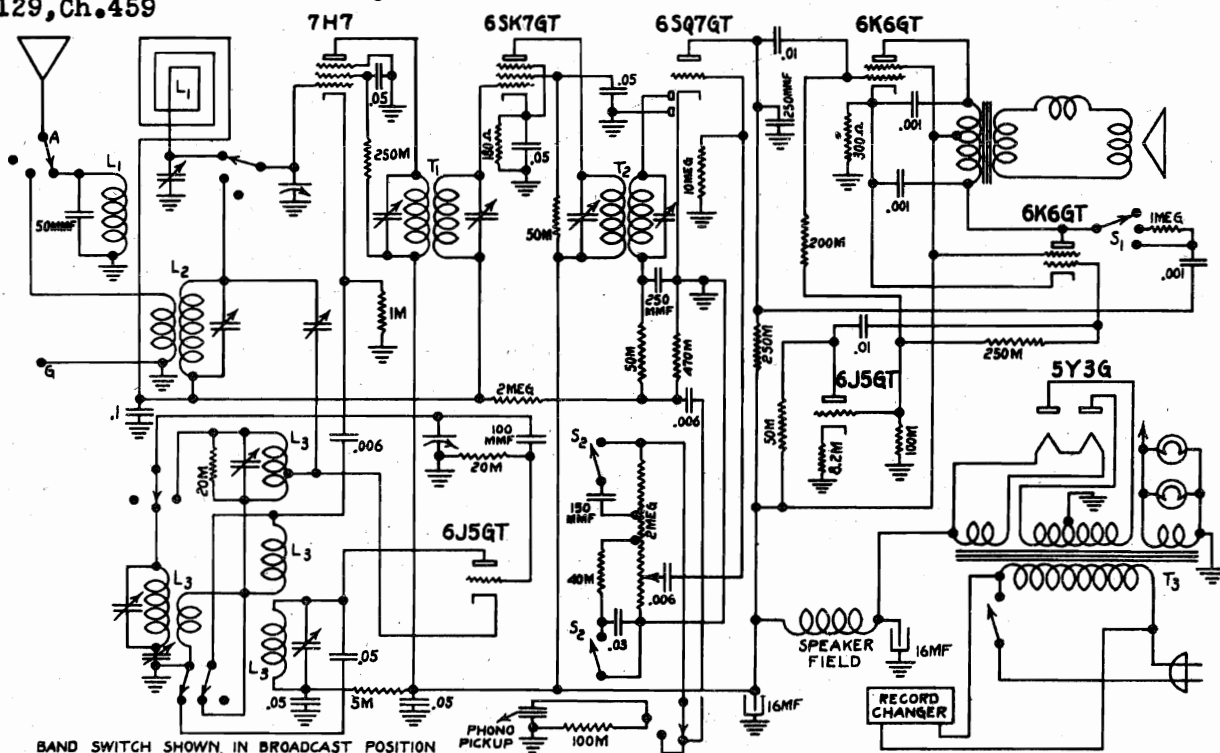 129,Ch.459
7H7
6SK7GT
6SQ7GT
6K6GT
A
L1
L1
50MMF
.05
250M
T1
180Ω
.05
.05
50M
T2
10MEG
.01
250MMF
300Ω
.001
.001
200M
6K6GT
S1
1MEG
.001
L2
G
1M
250
MMF
50M
470M
250M
.01
250M
6J5GT
5Y3G
.1
2MEG
.006
50M
8.2M
100M
L3
20M
.006
100
MMF
20M
S2
150
MMF
2MEG
6J5GT
L3
40M
.006
L3
L3
.05
S2
.03
T3
SPEAKER
FIELD
16MF
.05
5M
.05
PHONO
PICKUP
100M
16MF
RECORD
CHANGER
BAND SWITCH SHOWN IN BROADCAST POSITION